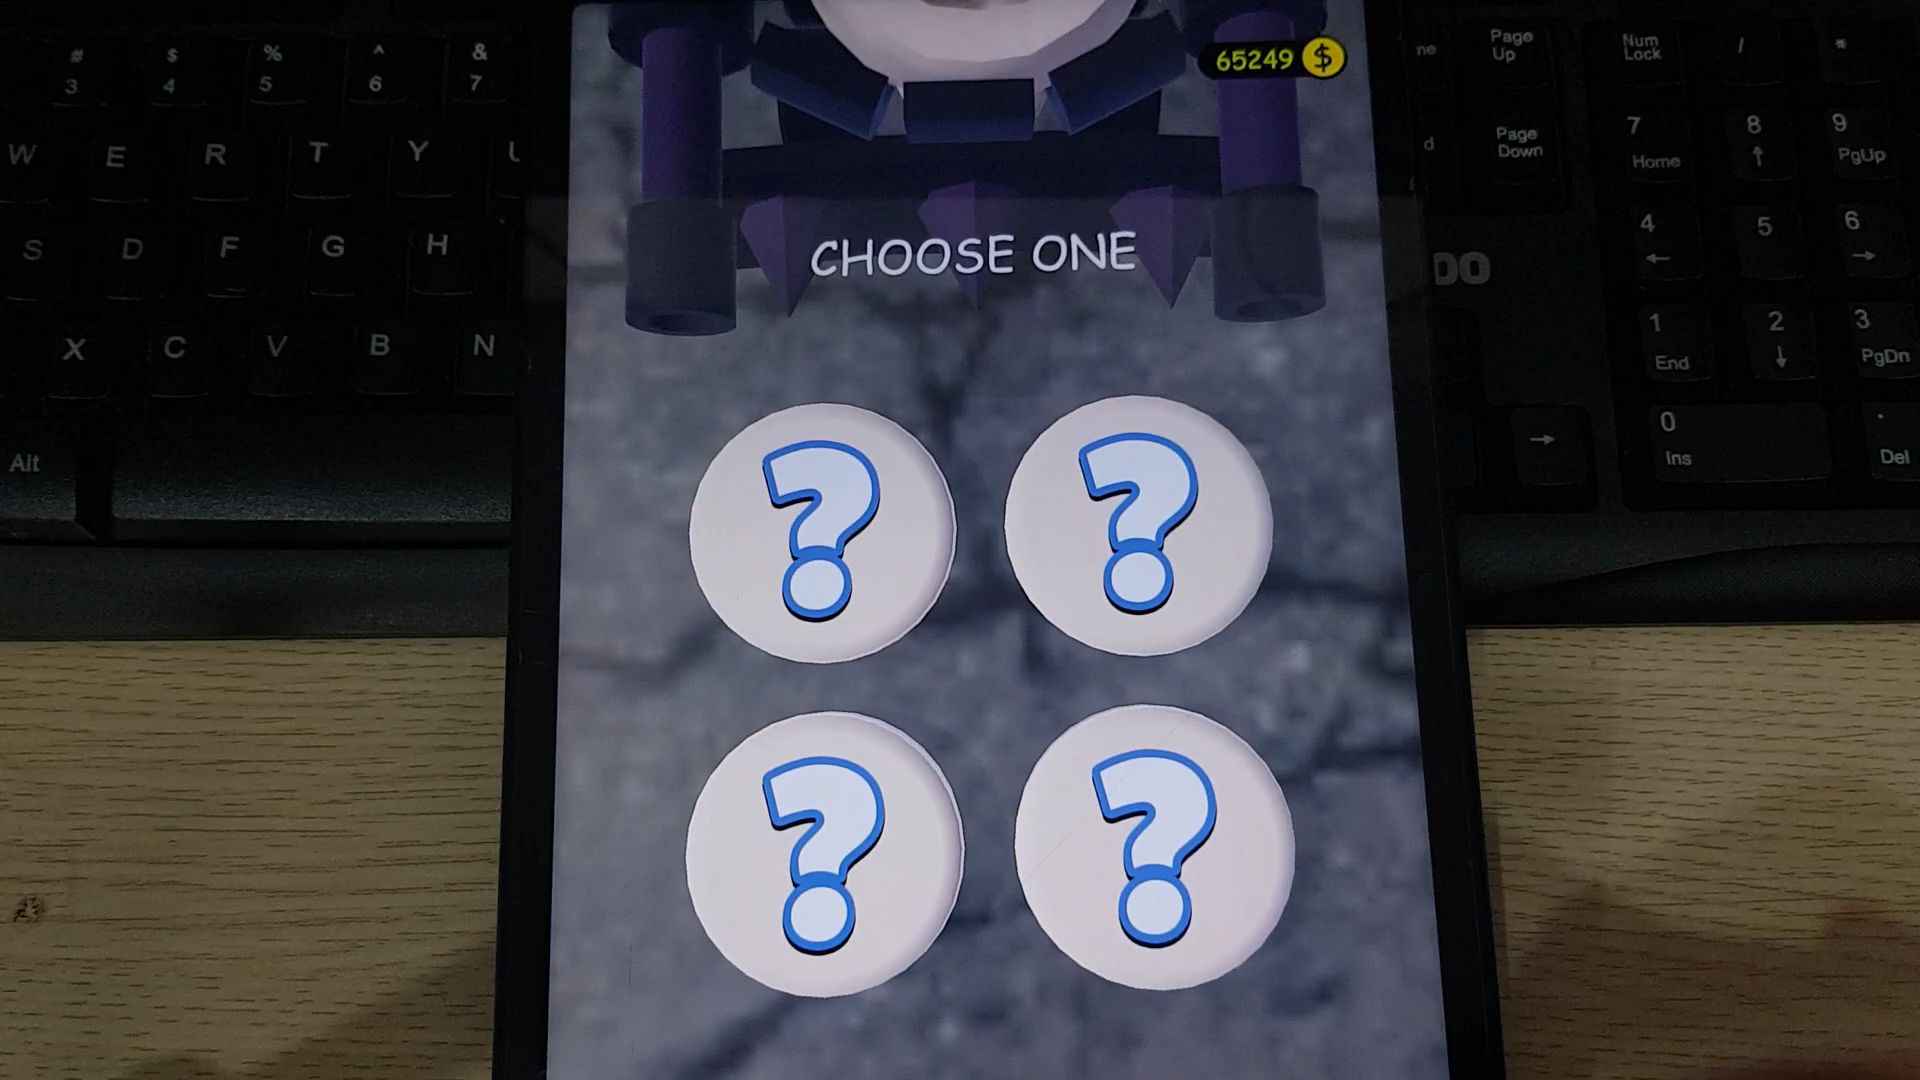 # $ % ^ &
3 4 5 6 7
W E R T Y
S D F G H
X C V B N
Alt
65249 $
CHOOSE ONE
? ?
? ?
Page Up
Num Lock / *
Page Down
7 Home 8 9 PgUp
4 5 6
1 End 2 3 PgDn
0 Ins . Del